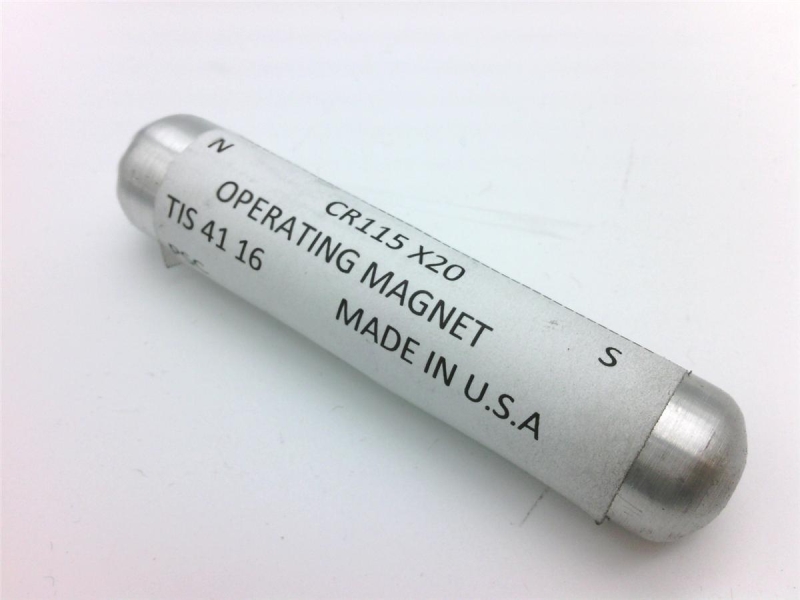 N
CR115 X20
S
OPERATING MAGNET
TIS 41 16
MADE IN U.S.A